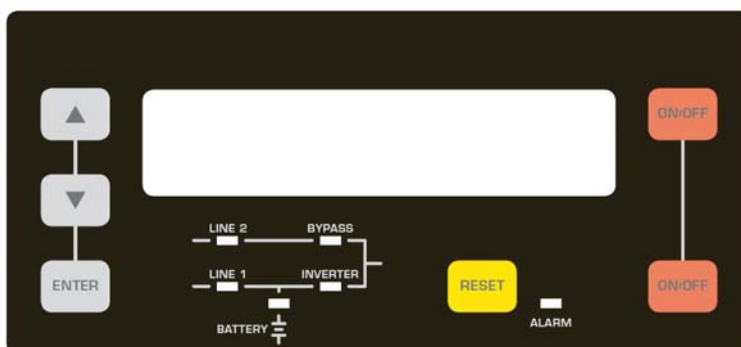 ON/OFF
LINE 2 BYPASS
ENTER LINE 1 INVERTER RESET ON/OFF
BATTERY ALARM